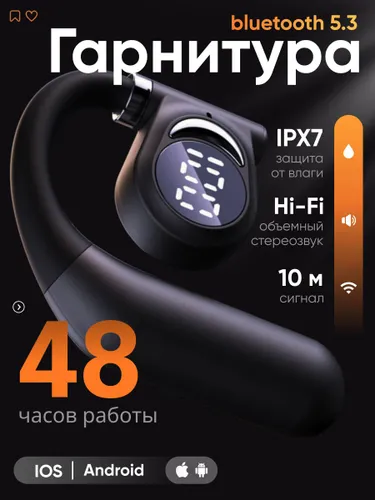 bluetooth 5.3
Гарнитура
IPX7
защита
от влаги
Hi-Fi
объемный
стереозвук
10 м
сигнал
48
часов работы
IOS | Android